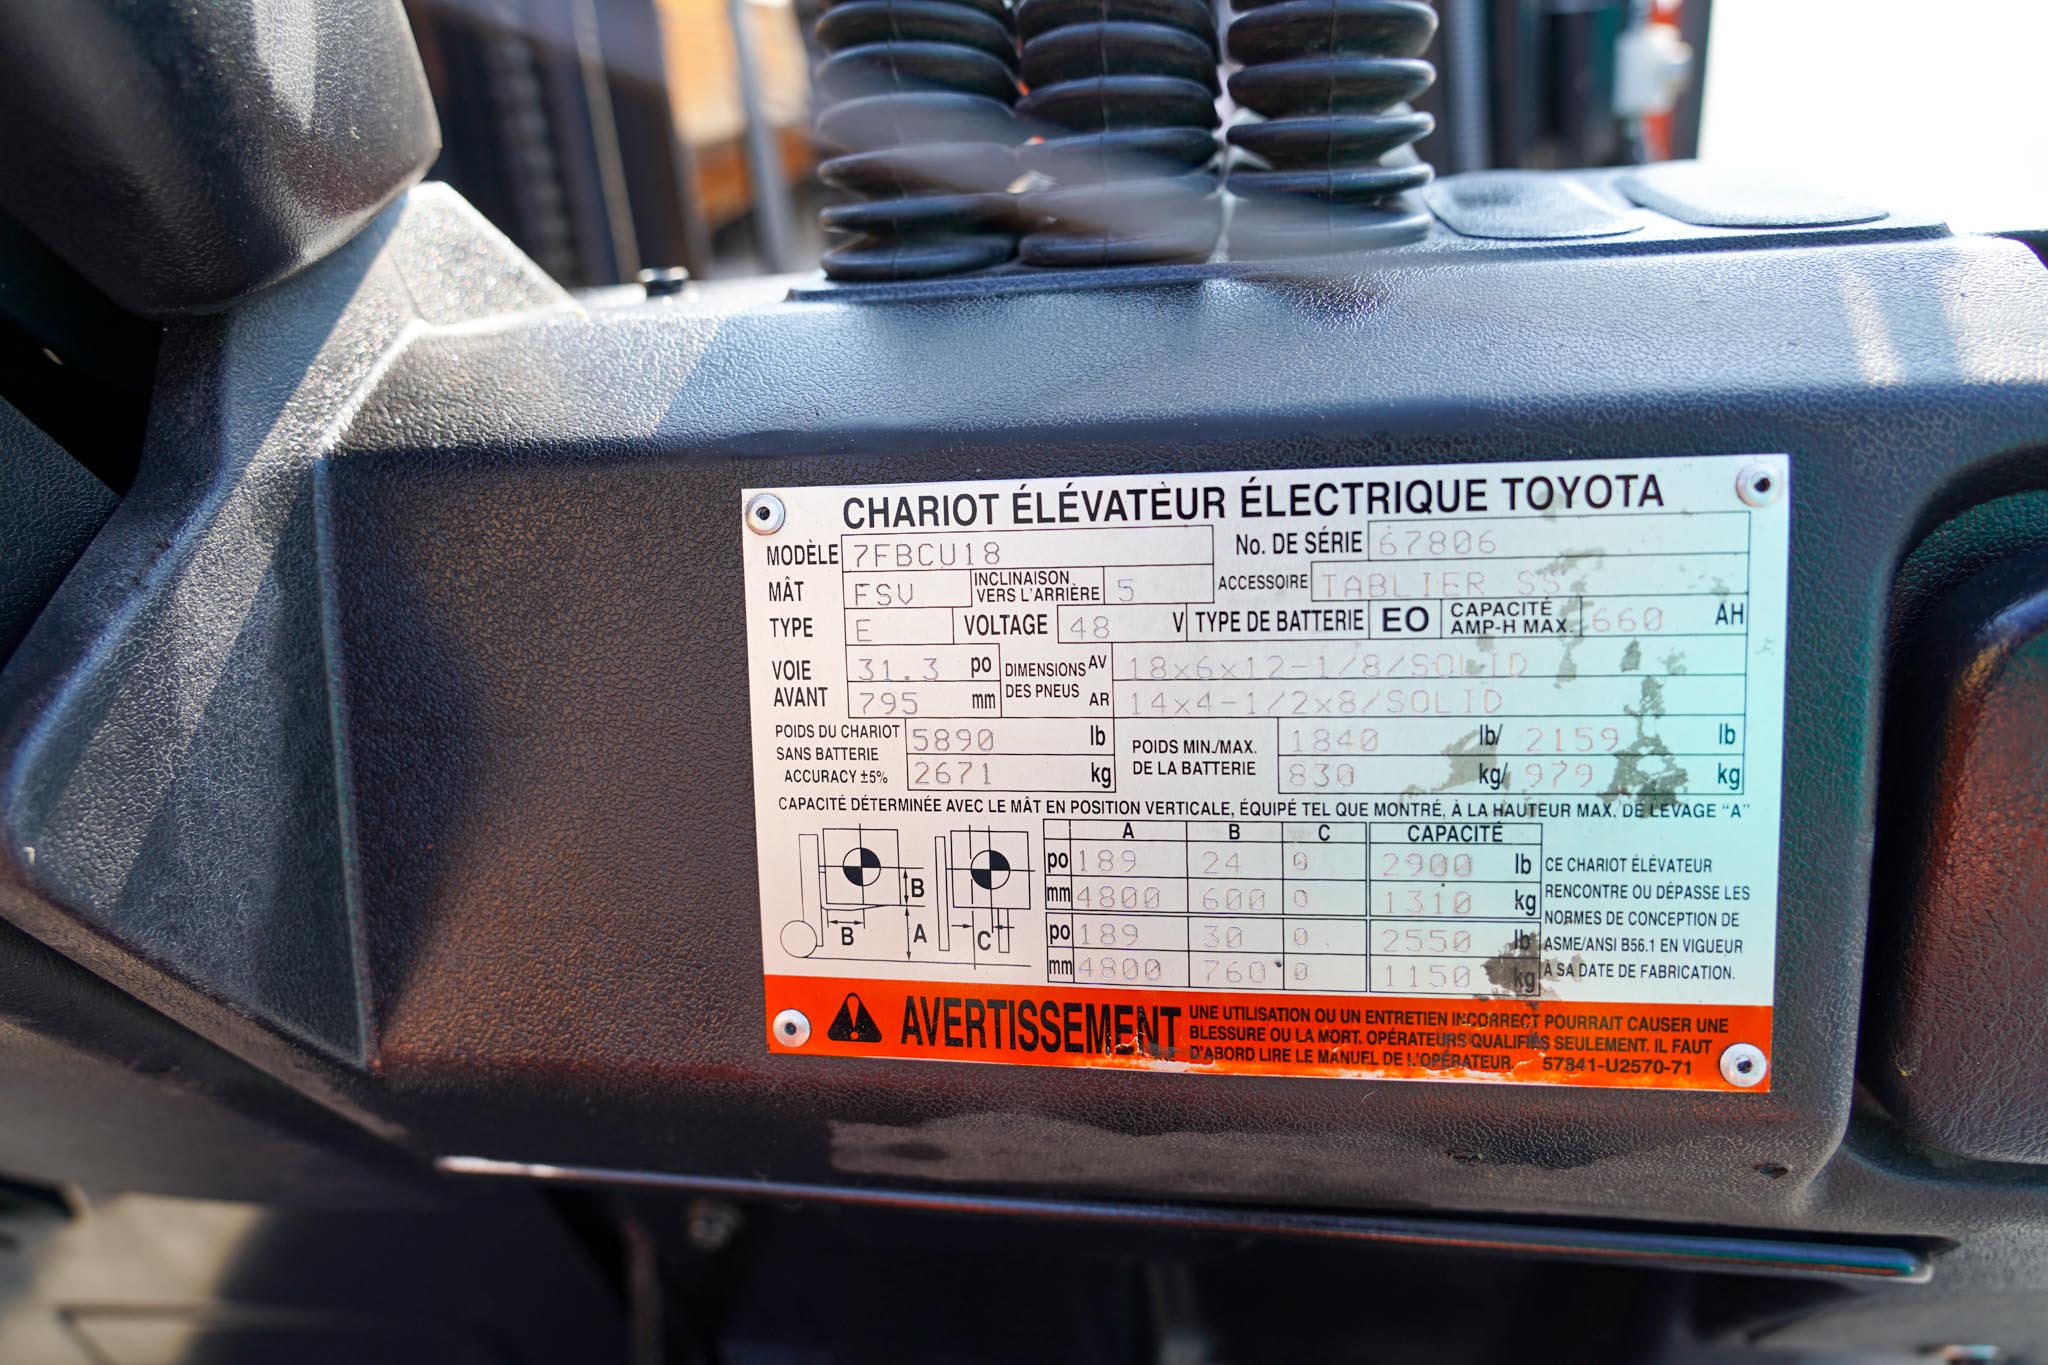 CHARIOT ÉLÉVATEUR ÉLECTRIQUE TOYOTA
MODÈLE 7FBCU18 No. DE SÉRIE 67806
MÂT FSV INCLINAISON VERS L'ARRIÈRE 5 ACCESSOIRE TABLIER SS
TYPE E VOLTAGE 48 V TYPE DE BATTERIE EO CAPACITÉ AMP-H MAX. 660 AH
VOIE AVANT 31.3 po DIMENSIONS DES PNEUS AV 18x6x12-1/8/SOLID
795 mm AR 14x4-1/2x8/SOLID
POIDS DU CHARIOT SANS BATTERIE ACCURACY ±5% 5890 lb POIDS MIN./MAX. DE LA BATTERIE 1840 lb/ 2159 lb
2671 kg 830 kg/ 979 kg
CAPACITÉ DÉTERMINÉE AVEC LE MÂT EN POSITION VERTICALE, ÉQUIPÉ TEL QUE MONTRÉ, À LA HAUTEUR MAX. DE LEVAGE "A"
A B C CAPACITÉ
po 189 24 0 2900 lb
mm 4800 600 0 1310 kg
po 189 30 0 2550 lb
mm 4800 760 0 1150 kg
B
B A C
CE CHARIOT ÉLÉVATEUR
RENCONTRE OU DÉPASSE LES
NORMES DE CONCEPTION DE
ASME/ANSI B56.1 EN VIGUEUR
À SA DATE DE FABRICATION.
AVERTISSEMENT
UNE UTILISATION OU UN ENTRETIEN INCORRECT POURRAIT CAUSER UNE
BLESSURE OU LA MORT. OPÉRATEURS QUALIFIÉS SEULEMENT. IL FAUT
D'ABORD LIRE LE MANUEL DE L'OPÉRATEUR. 57841-U2570-71